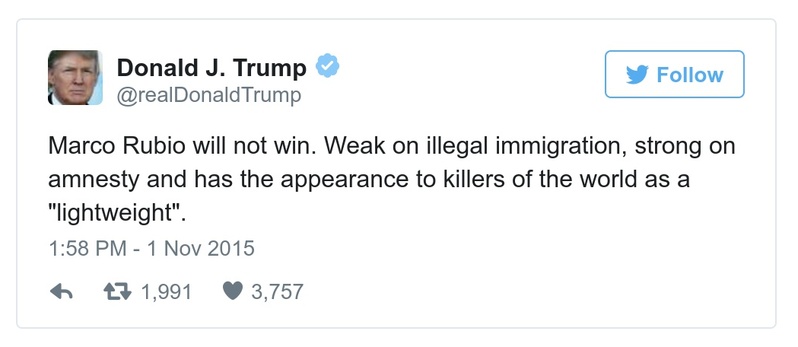 Donald J. Trump
@realDonaldTrump
Follow
Marco Rubio will not win. Weak on illegal immigration, strong on
amnesty and has the appearance to killers of the world as a
"lightweight".
1:58 PM - 1 Nov 2015
1,991 3,757